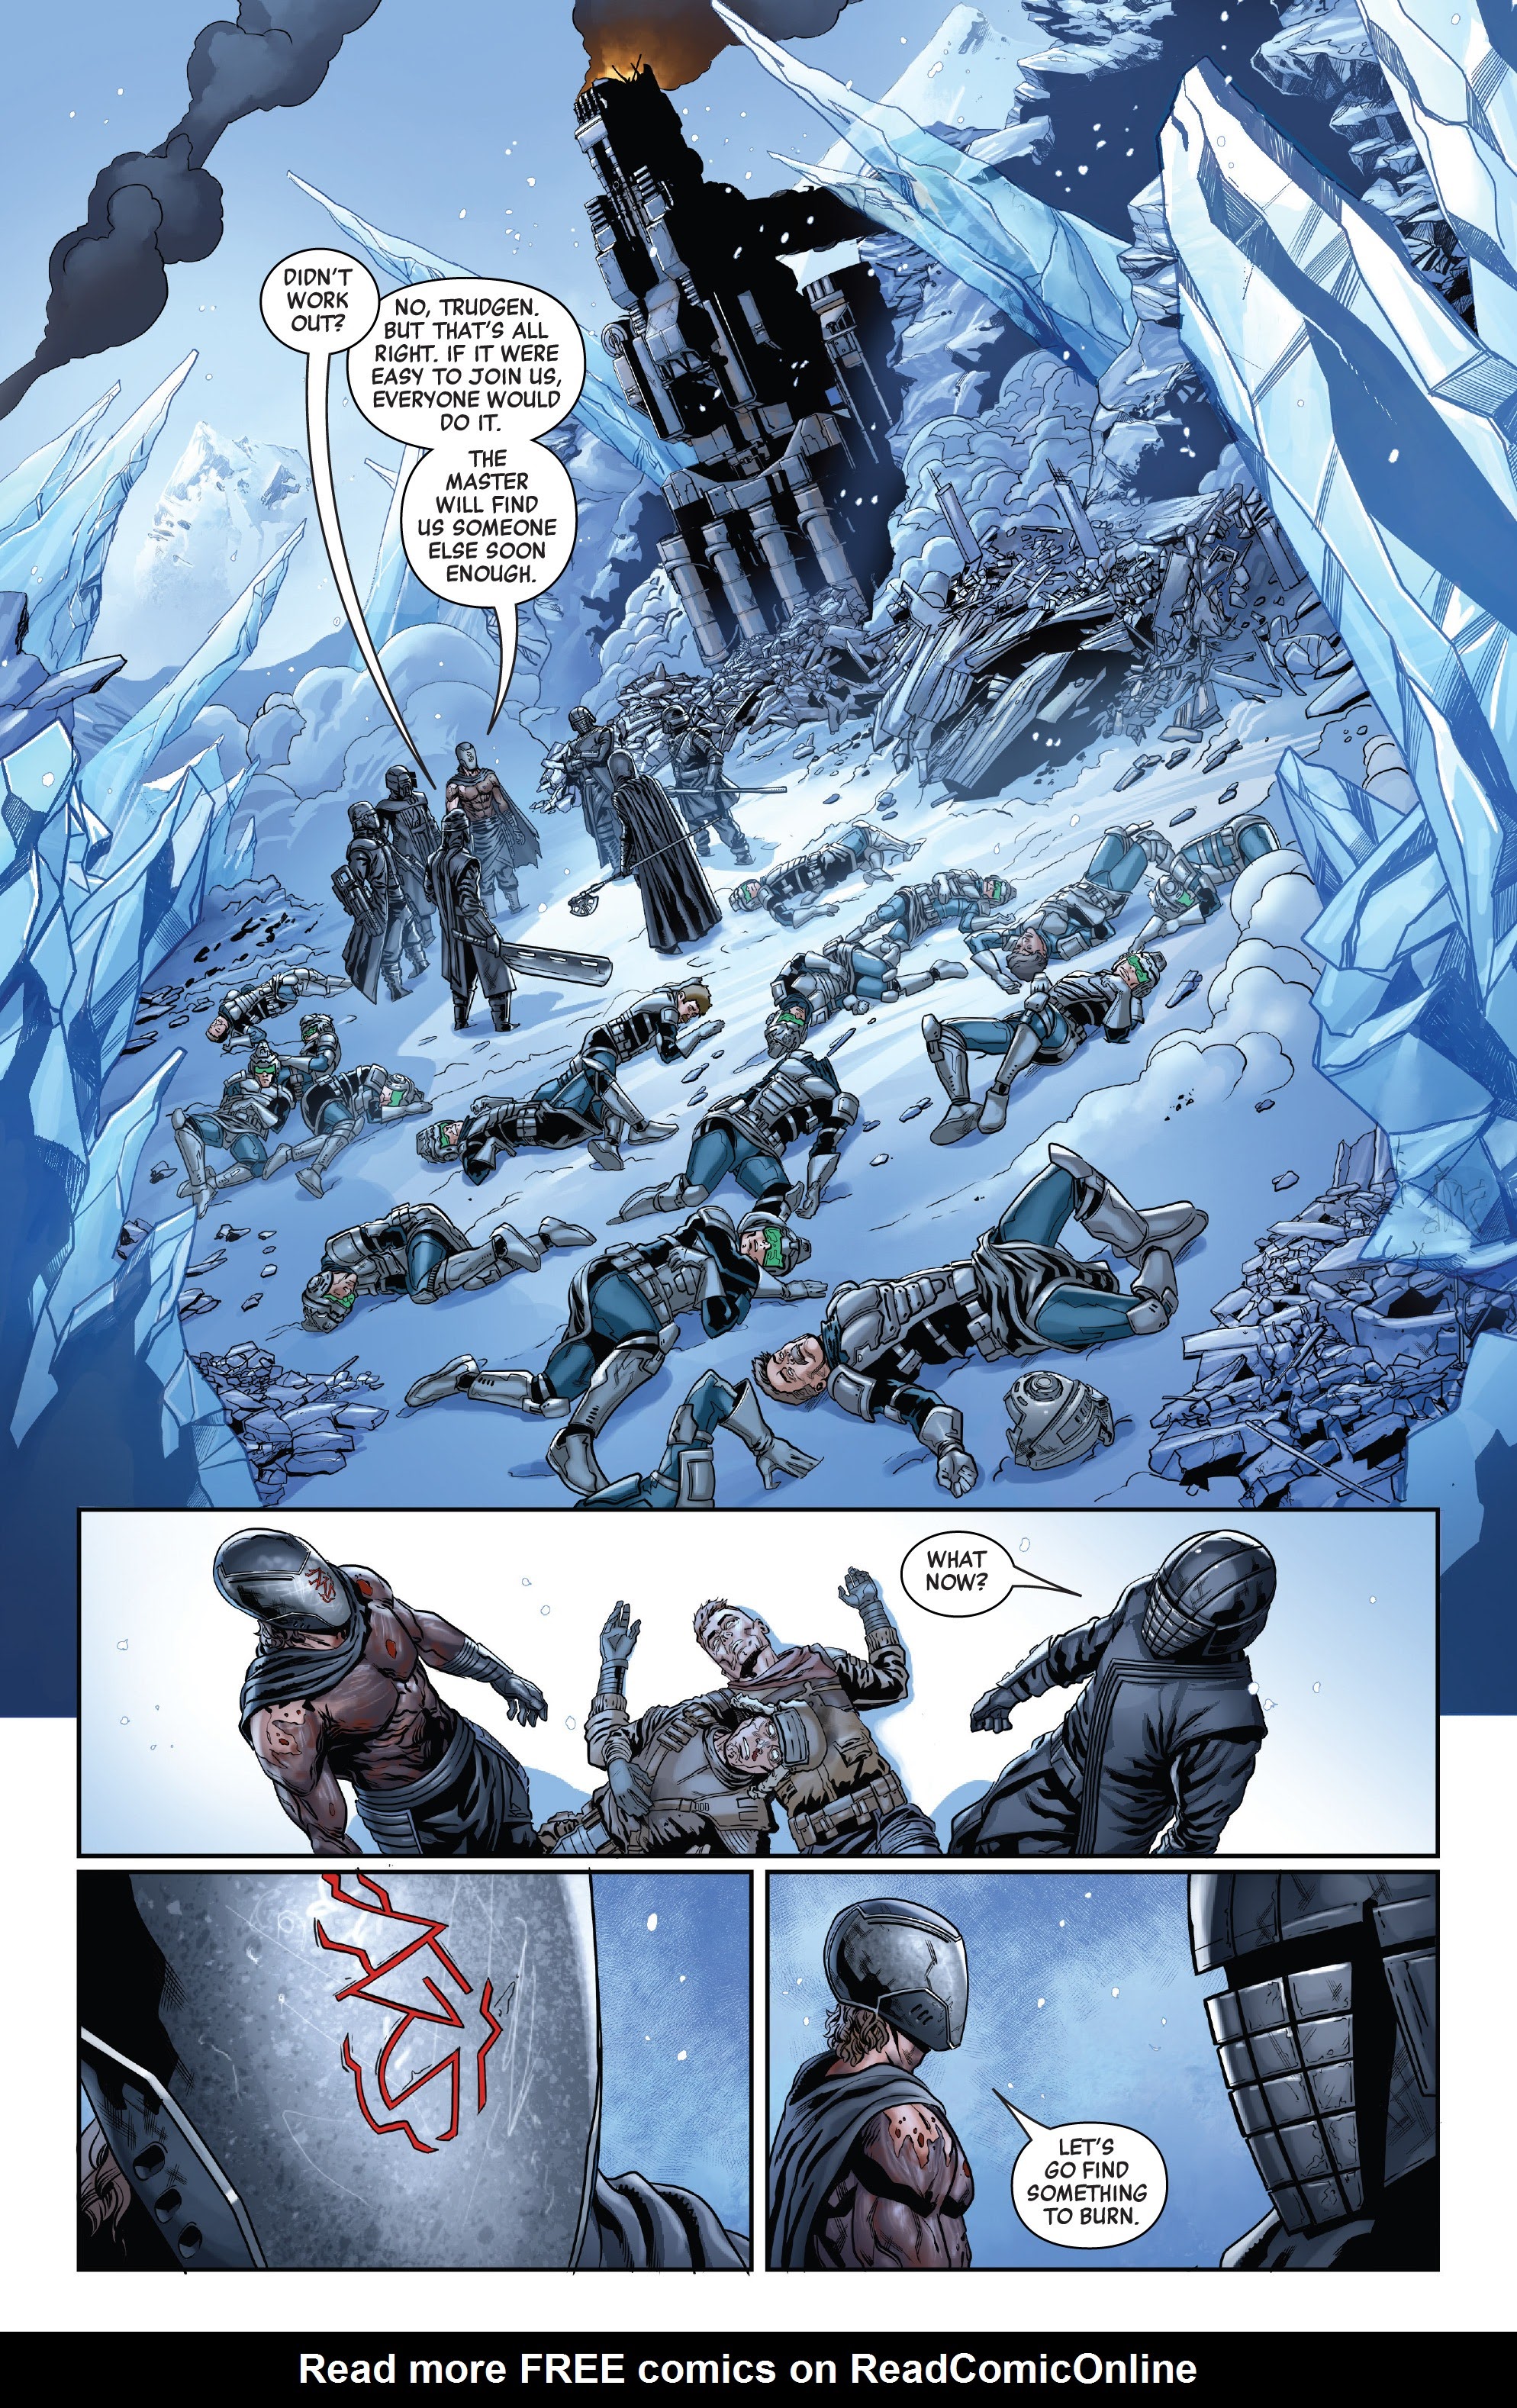 DIDN'T
WORK
OUT?
NO, TRUDGEN.
BUT THAT'S ALL
RIGHT. IF IT WERE
EASY TO JOIN US,
EVERYONE WOULD
DO IT.
THE
MASTER
WILL FIND
US SOMEONE
ELSE SOON
ENOUGH.
WHAT
NOW?
LET'S
GO FIND
SOMETHING
TO BURN.
Read more FREE comics on ReadComicOnline